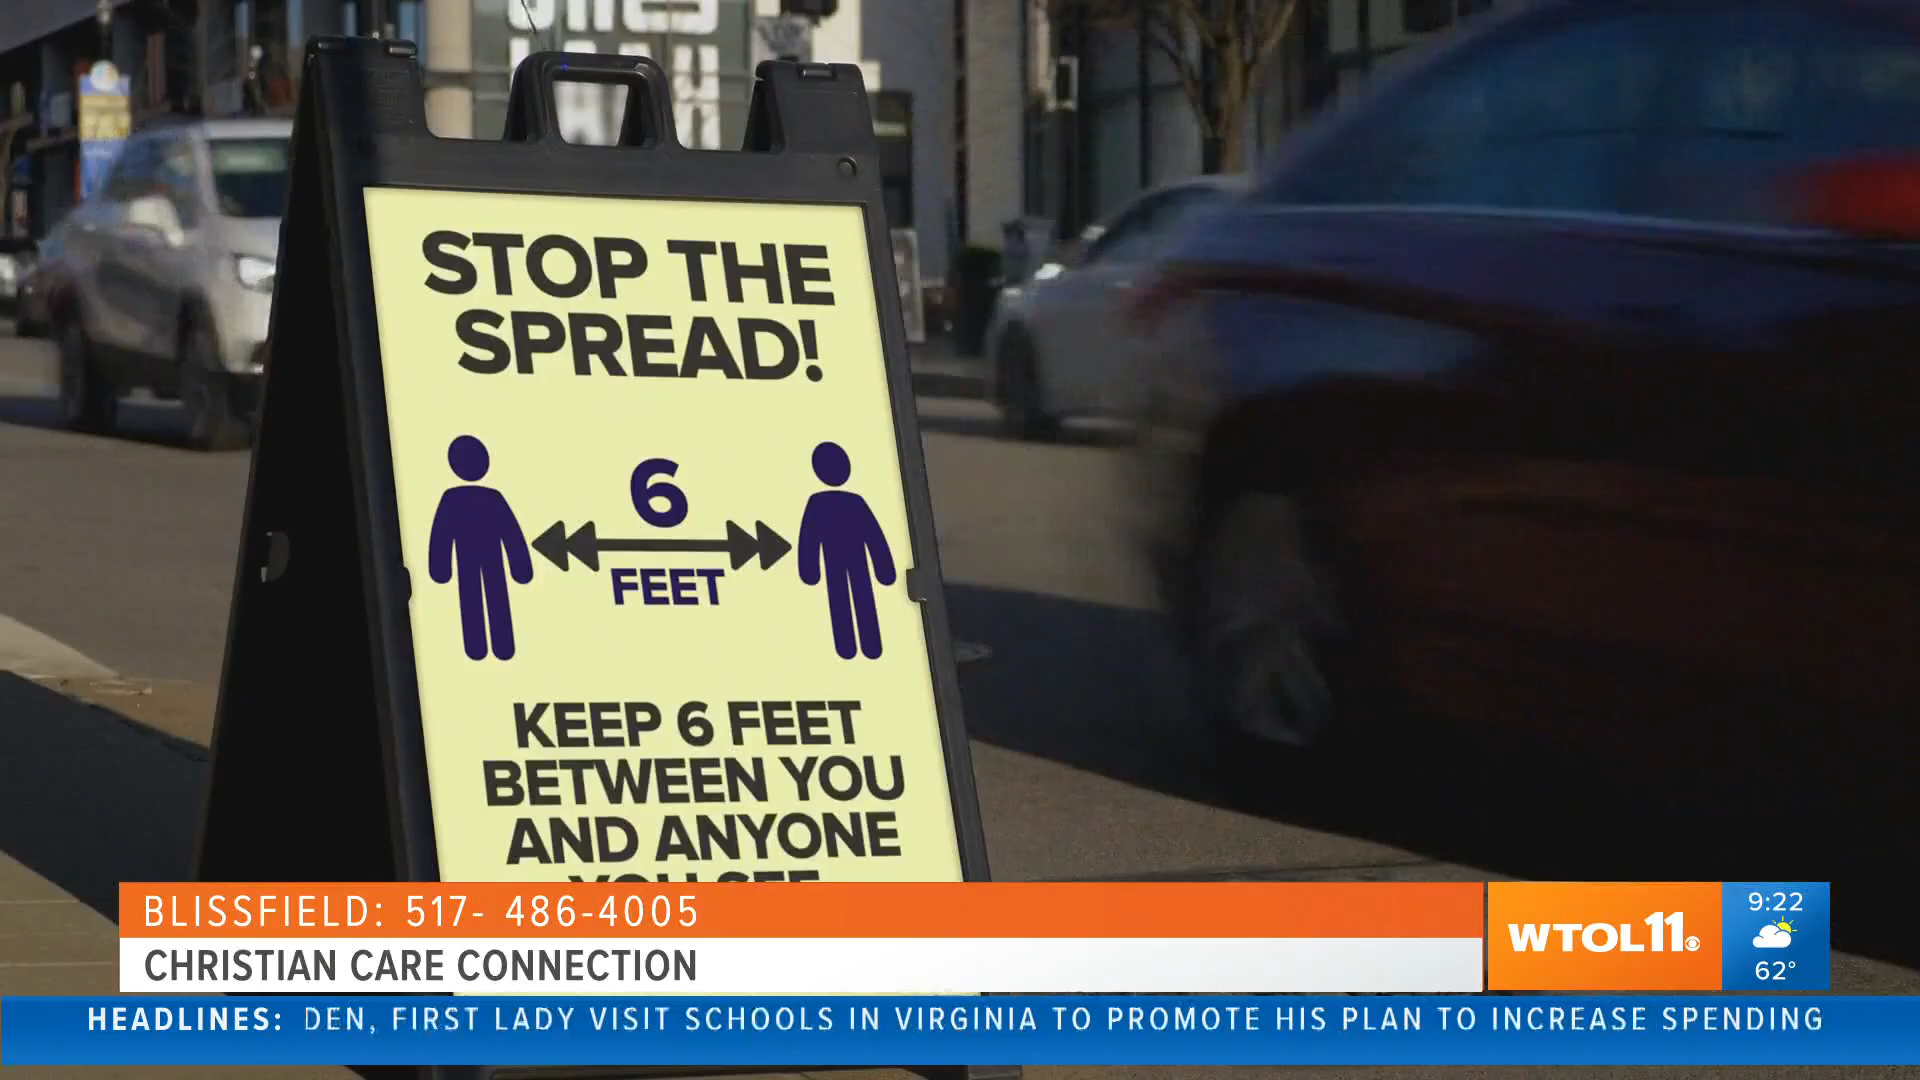 STOP THE
SPREAD!
6
FEET
KEEP 6 FEET
BETWEEN YOU
AND ANYONE
YOU SEE
BLISSFIELD: 517- 486-4005
CHRISTIAN CARE CONNECTION
WTOL11
9:22
62°
HEADLINES: DEN, FIRST LADY VISIT SCHOOLS IN VIRGINIA TO PROMOTE HIS PLAN TO INCREASE SPENDING